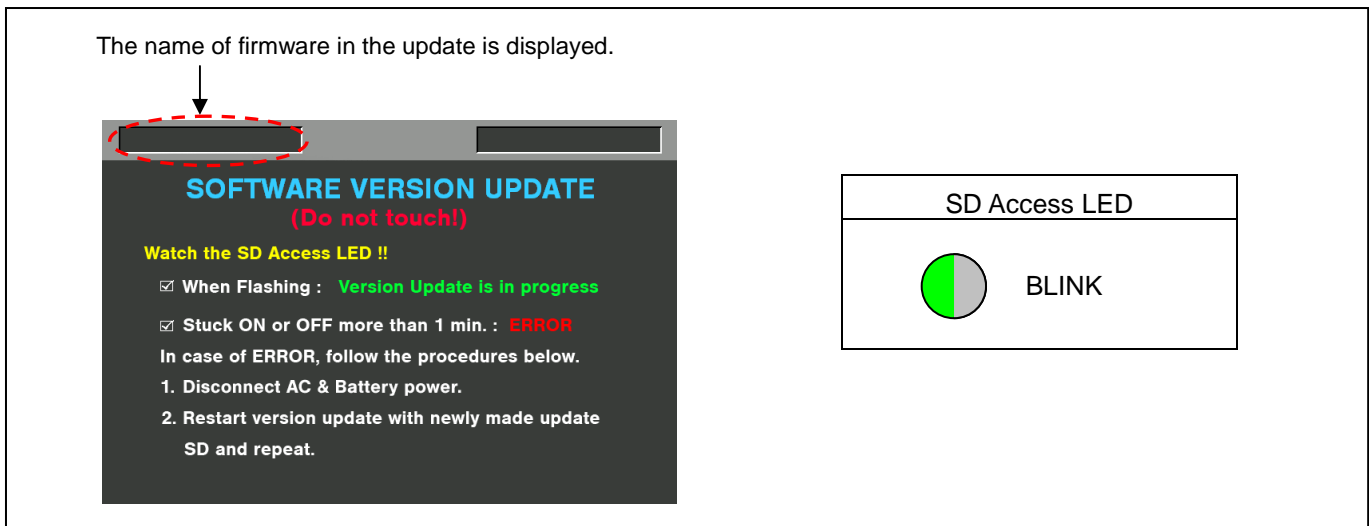 The name of firmware in the update is displayed.
SOFTWARE VERSION UPDATE
(Do not touch!)
Watch the SD Access LED !!
☑ When Flashing : Version Update is in progress
☑ Stuck ON or OFF more than 1 min. : ERROR
In case of ERROR, follow the procedures below.
1. Disconnect AC & Battery power.
2. Restart version update with newly made update
SD and repeat.
SD Access LED
BLINK